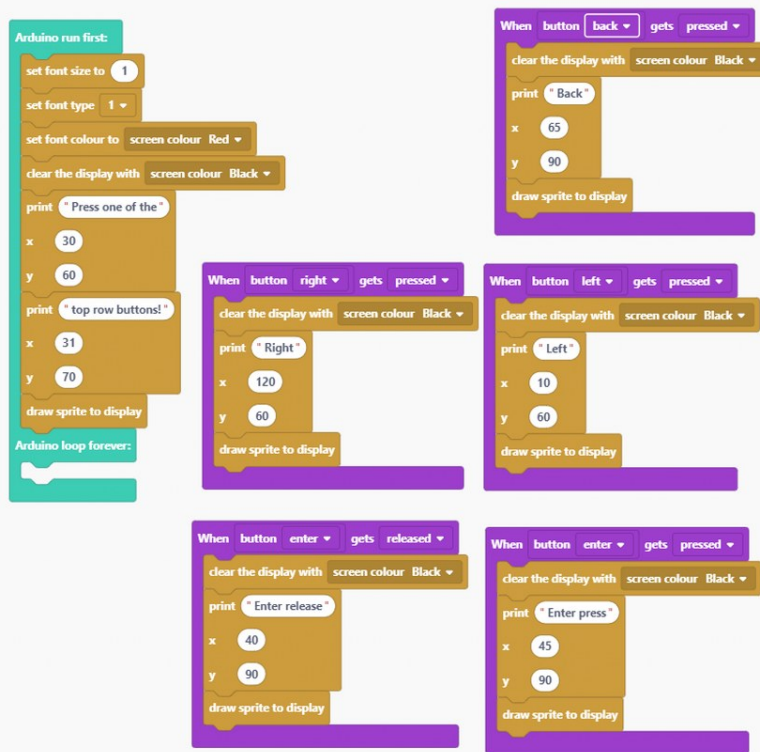 Arduino run first:
set font size to 1
set font type 1
set font colour to screen colour Red
clear the display with screen colour Black
print "Press one of the"
x 30
y 60
print "top row buttons!"
x 31
y 70
draw sprite to display
Arduino loop forever:
When button back gets pressed
clear the display with screen colour Black
print "Back"
x 65
y 90
draw sprite to display
When button right gets pressed
clear the display with screen colour Black
print "Right"
x 120
y 60
draw sprite to display
When button left gets pressed
clear the display with screen colour Black
print "Left"
x 10
y 60
draw sprite to display
When button enter gets released
clear the display with screen colour Black
print "Enter release"
x 40
y 90
draw sprite to display
When button enter gets pressed
clear the display with screen colour Black
print "Enter press"
x 45
y 90
draw sprite to display